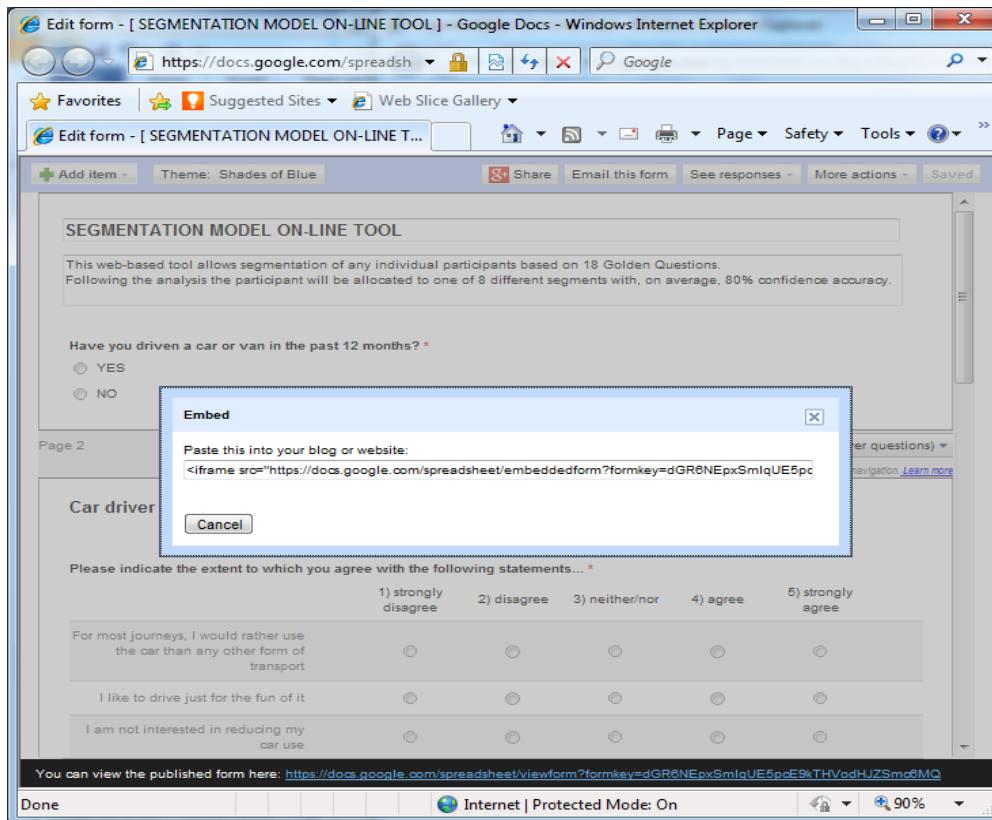 Edit form - [ SEGMENTATION MODEL ON-LINE TOOL ] - Google Docs - Windows Internet Explorer
https://docs.google.com/spreadsh
Google
Favorites
Suggested Sites
Web Slice Gallery
Edit form - [ SEGMENTATION MODEL ON-LINE T...
Page
Safety
Tools
Add item
Theme: Shades of Blue
Share
Email this form
See responses
More actions
Saved
SEGMENTATION MODEL ON-LINE TOOL
This web-based tool allows segmentation of any individual participants based on 18 Golden Questions.
Following the analysis the participant will be allocated to one of 8 different segments with, on average, 80% confidence accuracy.
Have you driven a car or van in the past 12 months? *
YES
NO
Embed
Paste this into your blog or website:
<iframe src="https://docs.google.com/spreadsheet/embeddedform?formkey=dGR6NEpxSmIqUE5pc
Cancel
Page 2
er questions)
navigation. Learn more
Car driver
Please indicate the extent to which you agree with the following statements... *
1) strongly disagree
2) disagree
3) neither/nor
4) agree
5) strongly agree
For most journeys, I would rather use
the car than any other form of
transport
I like to drive just for the fun of it
I am not interested in reducing my
car use
You can view the published form here: https://docs.google.com/spreadsheet/viewform?formkey=dGR6NEpxSmIqUE5pcE9kTHVodHJZSmc6MQ
Done
Internet | Protected Mode: On
90%